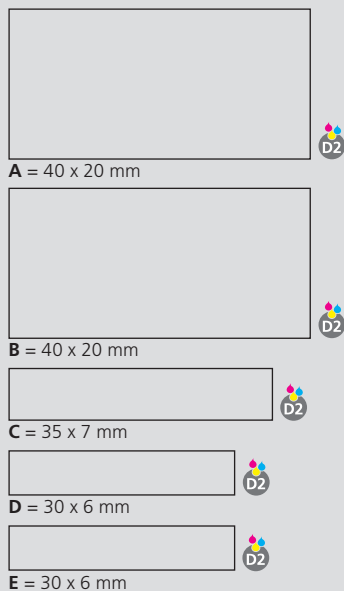 D2
A = 40 x 20 mm
D2
B = 40 x 20 mm
D2
C = 35 x 7 mm
D2
D = 30 x 6 mm
D2
E = 30 x 6 mm